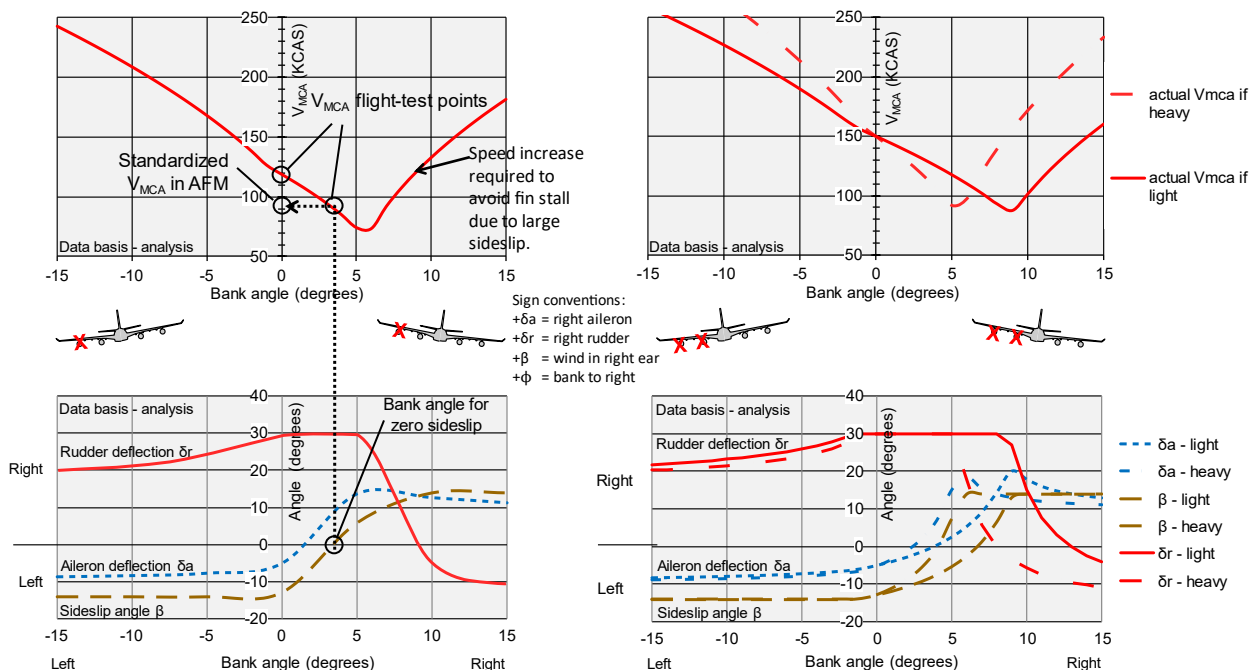 250
200
150
100
50
V_MCA (KCAS)
V_MCA flight-test points
Standardized
V_MCA in AFM
Speed increase
required to
avoid fin stall
due to large
sideslip.
Data basis - analysis
-15 -10 -5 0 5 10 15
Bank angle (degrees)
250
200
150
100
50
V_MCA (KCAS)
Data basis - analysis
-15 -10 -5 0 5 10 15
Bank angle (degrees)
actual Vmca if
heavy
actual Vmca if
light
Sign conventions:
+δa = right aileron
+δr = right rudder
+β = wind in right ear
+ϕ = bank to right
40
30
20
10
0
-10
-20
Angle (degrees)
Data basis - analysis
Bank angle for
zero sideslip
Rudder deflection δr
Right
Aileron deflection δa
Left
Sideslip angle β
-15 -10 -5 0 5 10 15
Left Bank angle (degrees) Right
40
30
20
10
-0
-10
-20
Angle (degrees)
Data basis - analysis
Rudder deflection δr
Right
Aileron deflection δa
Left
Sideslip angle β
-15 -10 -5 0 5 10 15
Left Bank angle (degrees) Right
δa - light
δa - heavy
β - light
β - heavy
δr - light
δr - heavy